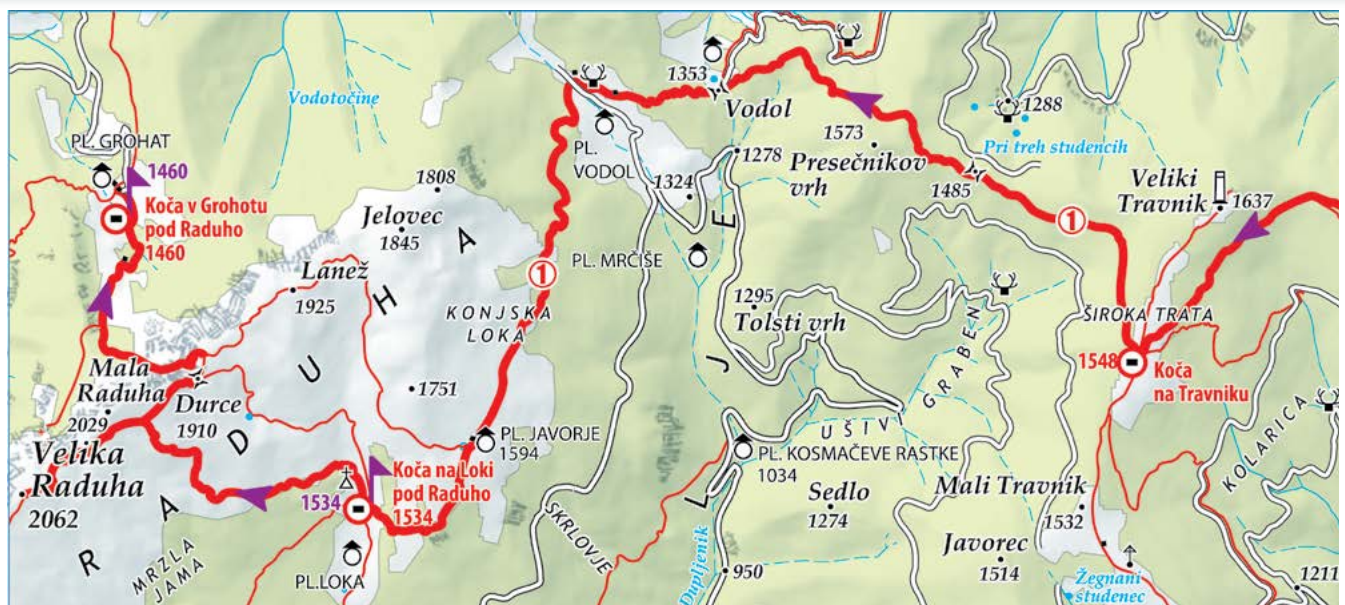 Vodotočine
PL. GROHAT
1460
Koča v Grohotu
pod Raduho
1460
1808
Jelovec
1845
Lanež
1925
Mala
Raduha
2029
Durce
1910
Velika
Raduha
2062
R A D U H A
MRZLA
JAMA
1534
Koča na Loki
pod Raduho
1534
PL.LOKA
1751
KONJSKA
LOKA
1
PL. JAVORJE
1594
PL.
VODOL
1353
Vodol
1324
1278
PL. MRČIŠE
L J E
1295
Tolsti vrh
SKRLOVJE
Dupljenik
950
PL. KOSMAČEVE RASTKE
1034
UŠIVI GRABEN
Sedlo
1274
1573
Presečnikov
vrh
1485
1288
Pri treh studencih
1
Veliki
Travnik
1637
ŠIROKA TRATA
1548
Koča
na Travniku
Mali Travnik
1532
Javorec
1514
Žegnani
studenec
KOLARICA
1211